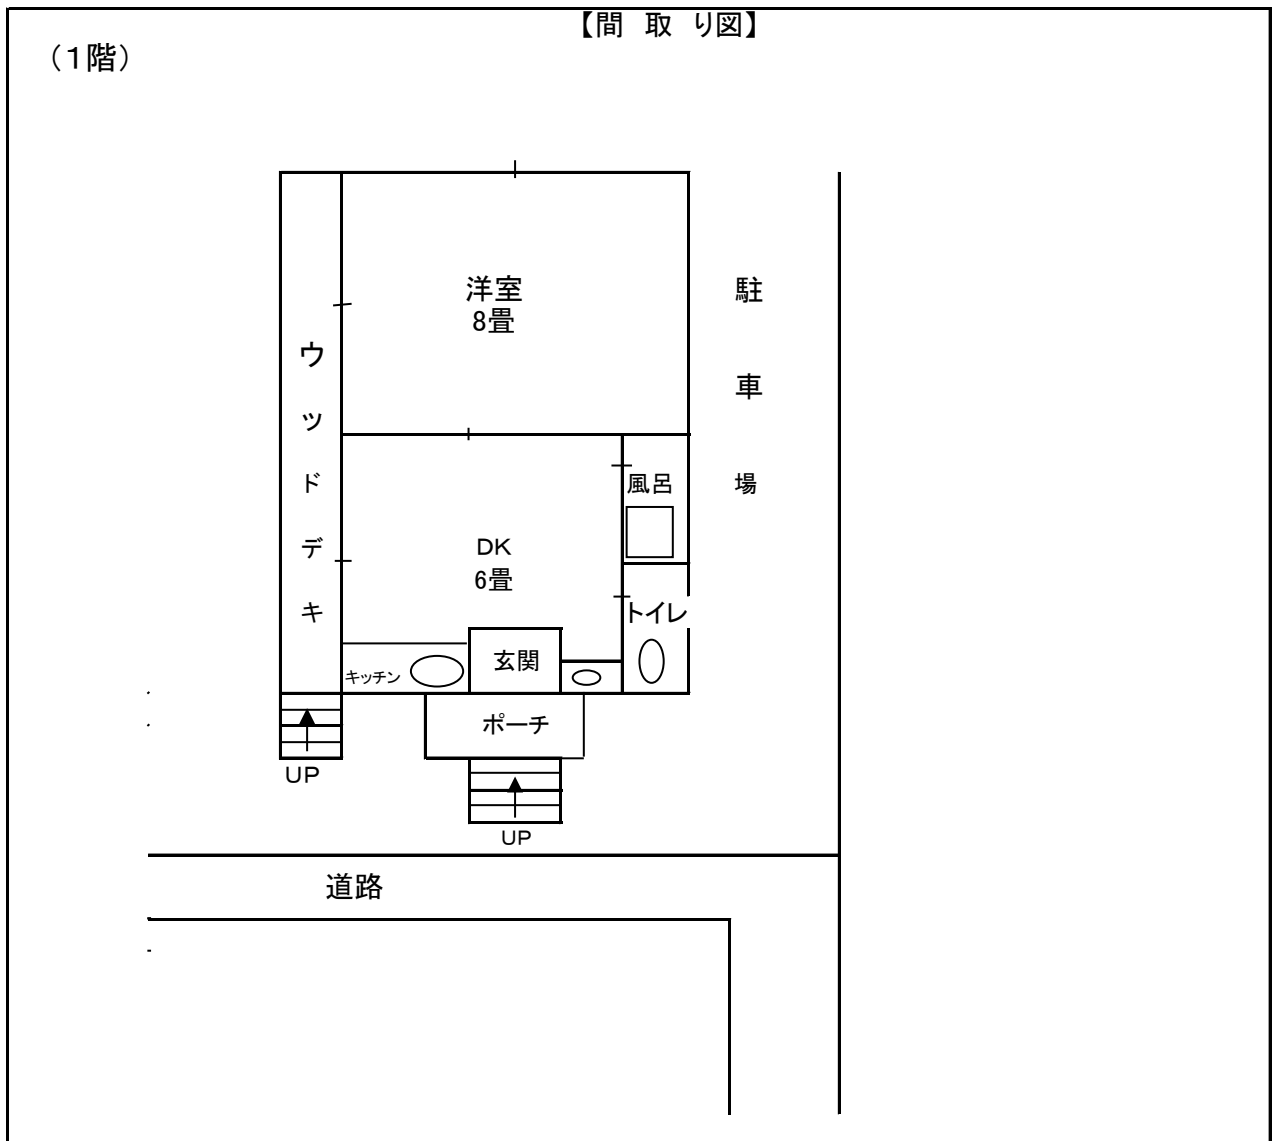 【間 取 り図】
（１階）
洋室
8畳
駐車場
ウッドデキ
風呂
DK
6畳
トイレ
玄関
キッチン
ポーチ
UP
UP
道路